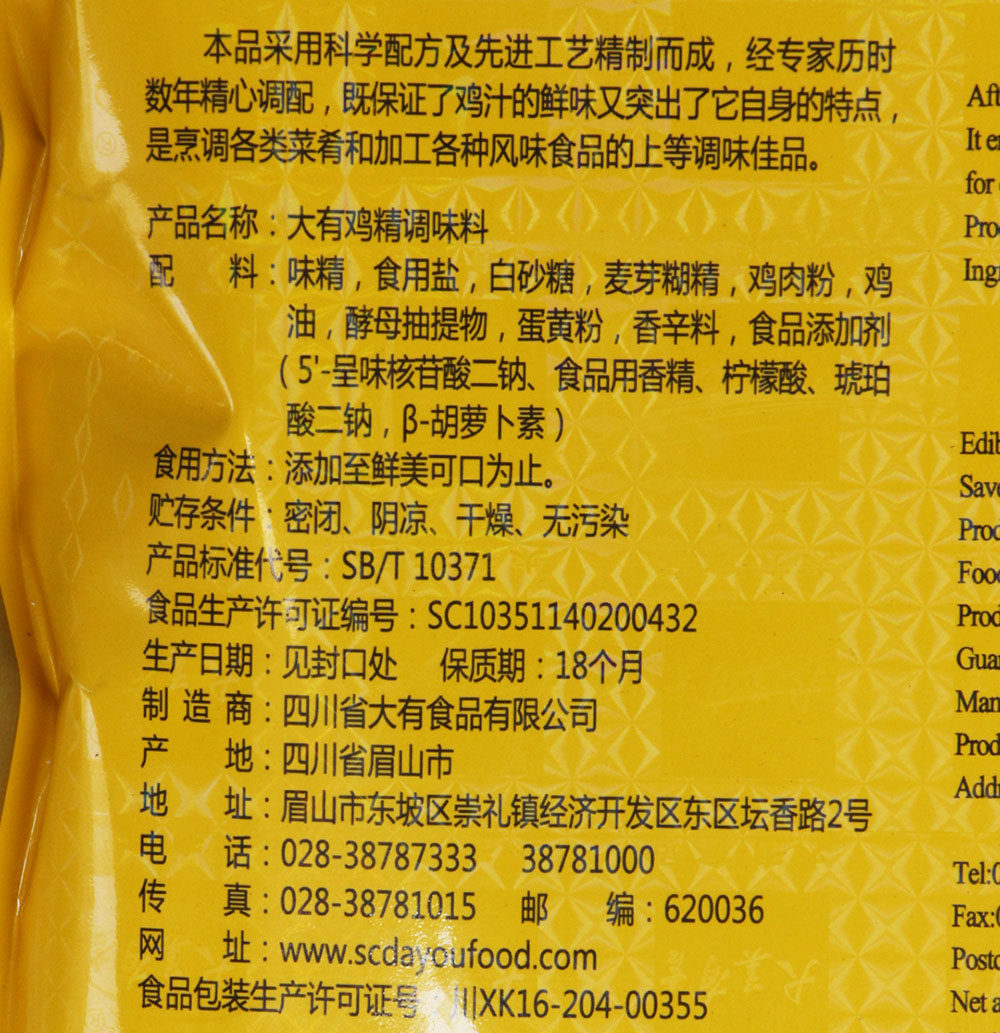 本品采用科学配方及先进工艺精制而成，经专家历时
数年精心调配，既保证了鸡汁的鲜味又突出了它自身的特点，
是烹调各类菜肴和加工各种风味食品的上等调味佳品。
产品名称：大有鸡精调味料
配 料：味精，食用盐，白砂糖，麦芽糊精，鸡肉粉，鸡
油，酵母抽提物，蛋黄粉，香辛料，食品添加剂
（5'-呈味核苷酸二钠、食品用香精、柠檬酸、琥珀
酸二钠，β-胡萝卜素）
食用方法：添加至鲜美可口为止。
贮存条件：密闭、阴凉、干燥、无污染
产品标准代号：SB/T 10371
食品生产许可证编号：SC10351140200432
生产日期：见封口处 保质期：18个月
制造商：四川省大有食品有限公司
产 地：四川省眉山市
地 址：眉山市东坡区崇礼镇经济开发区东区坛香路2号
电 话：028-38787333 38781000
传 真：028-38781015 邮 编：620036
网 址：www.scdayoufood.com
食品包装生产许可证号：川XK16-204-00355
It
for
Tel:
Fax:
Net